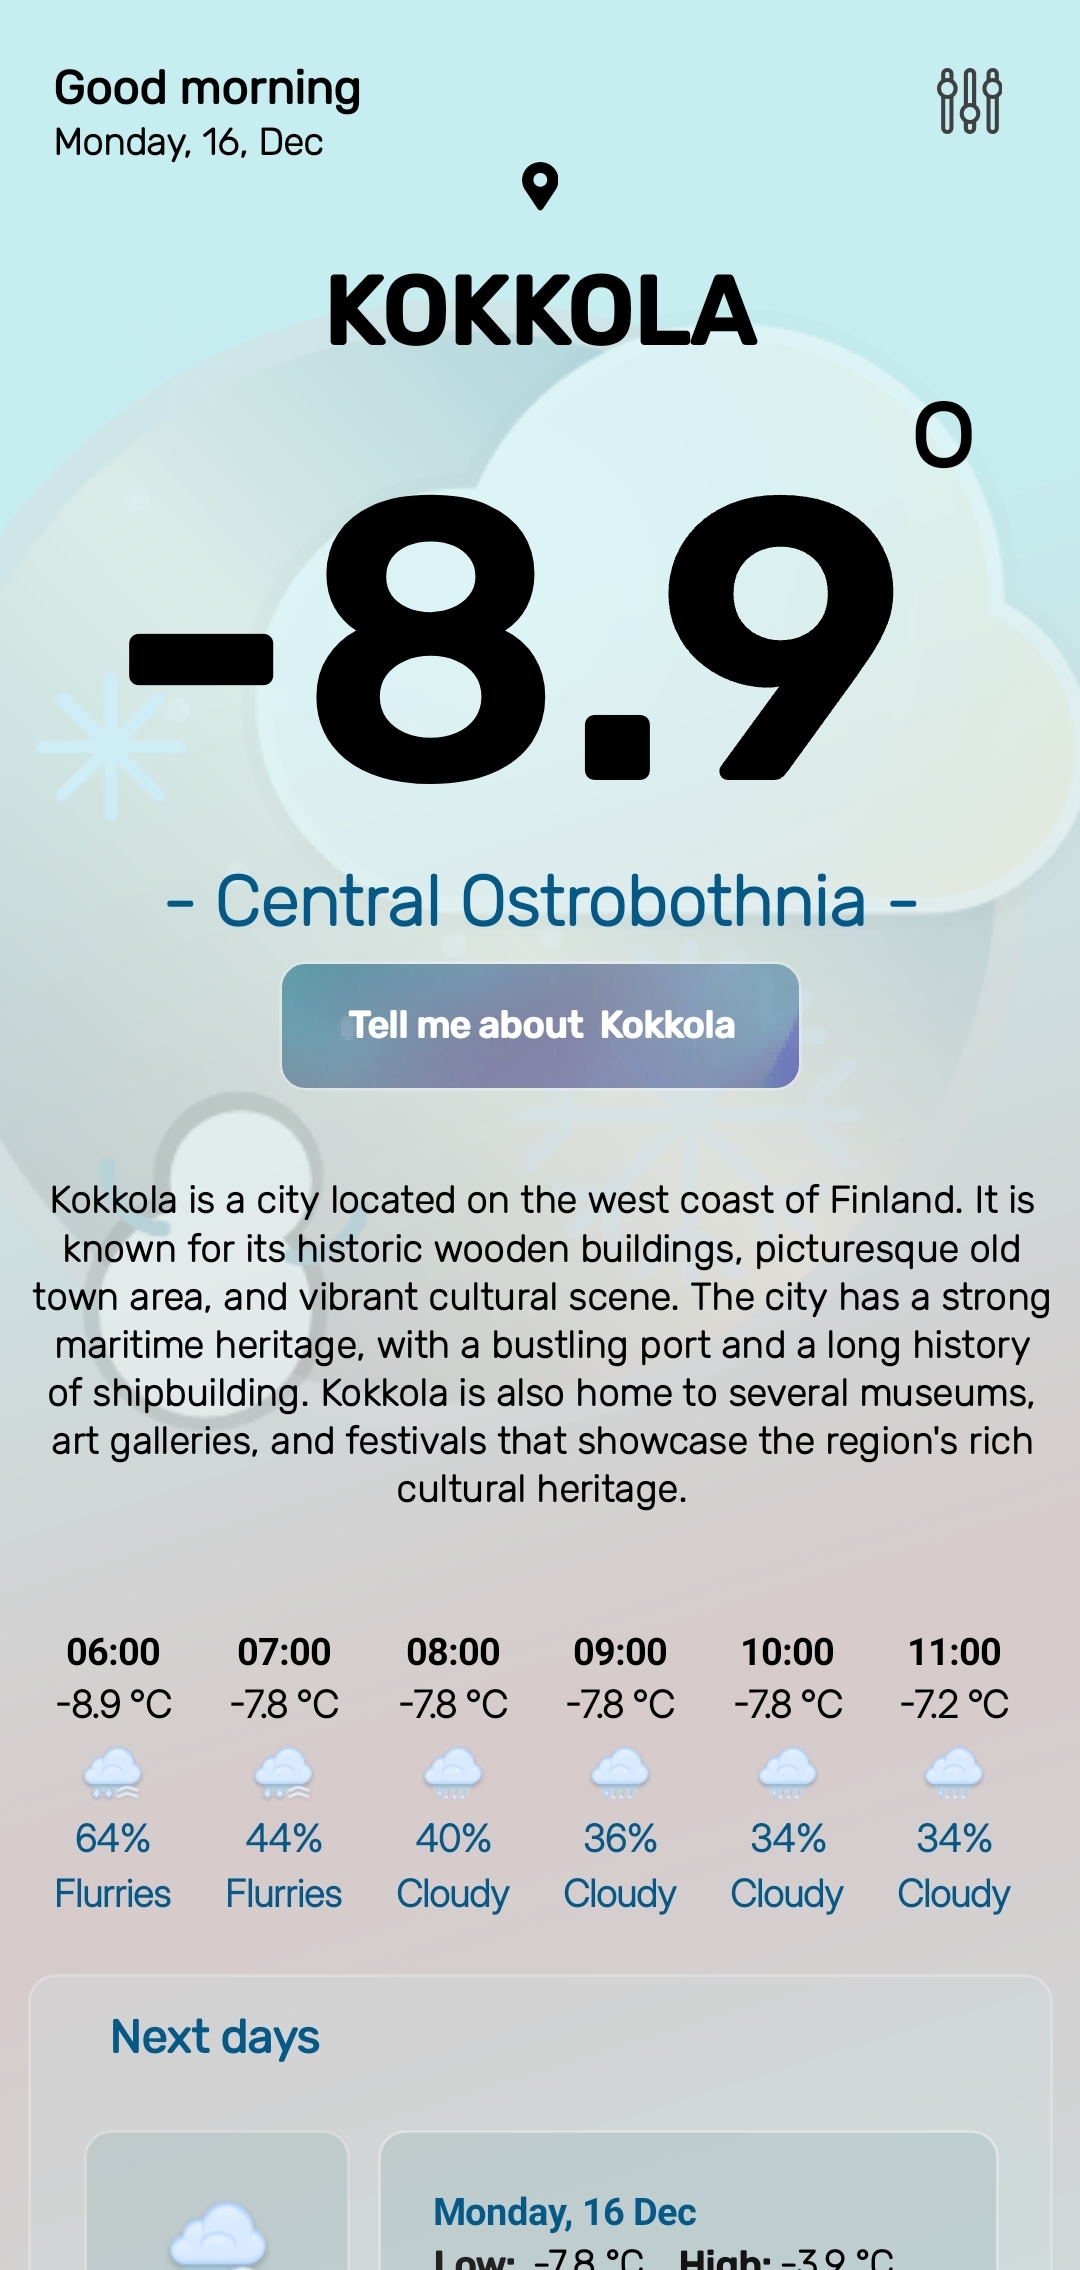 Good morning
Monday, 16, Dec
KOKKOLA
-8.9°
- Central Ostrobothnia -
Tell me about Kokkola
Kokkola is a city located on the west coast of Finland. It is
known for its historic wooden buildings, picturesque old
town area, and vibrant cultural scene. The city has a strong
maritime heritage, with a bustling port and a long history
of shipbuilding. Kokkola is also home to several museums,
art galleries, and festivals that showcase the region's rich
cultural heritage.
06:00 07:00 08:00 09:00 10:00 11:00
-8.9 °C -7.8 °C -7.8 °C -7.8 °C -7.8 °C -7.2 °C
64% 44% 40% 36% 34% 34%
Flurries Flurries Cloudy Cloudy Cloudy Cloudy
Next days
Monday, 16 Dec
Low: -7.8 °C High: -3.9 °C